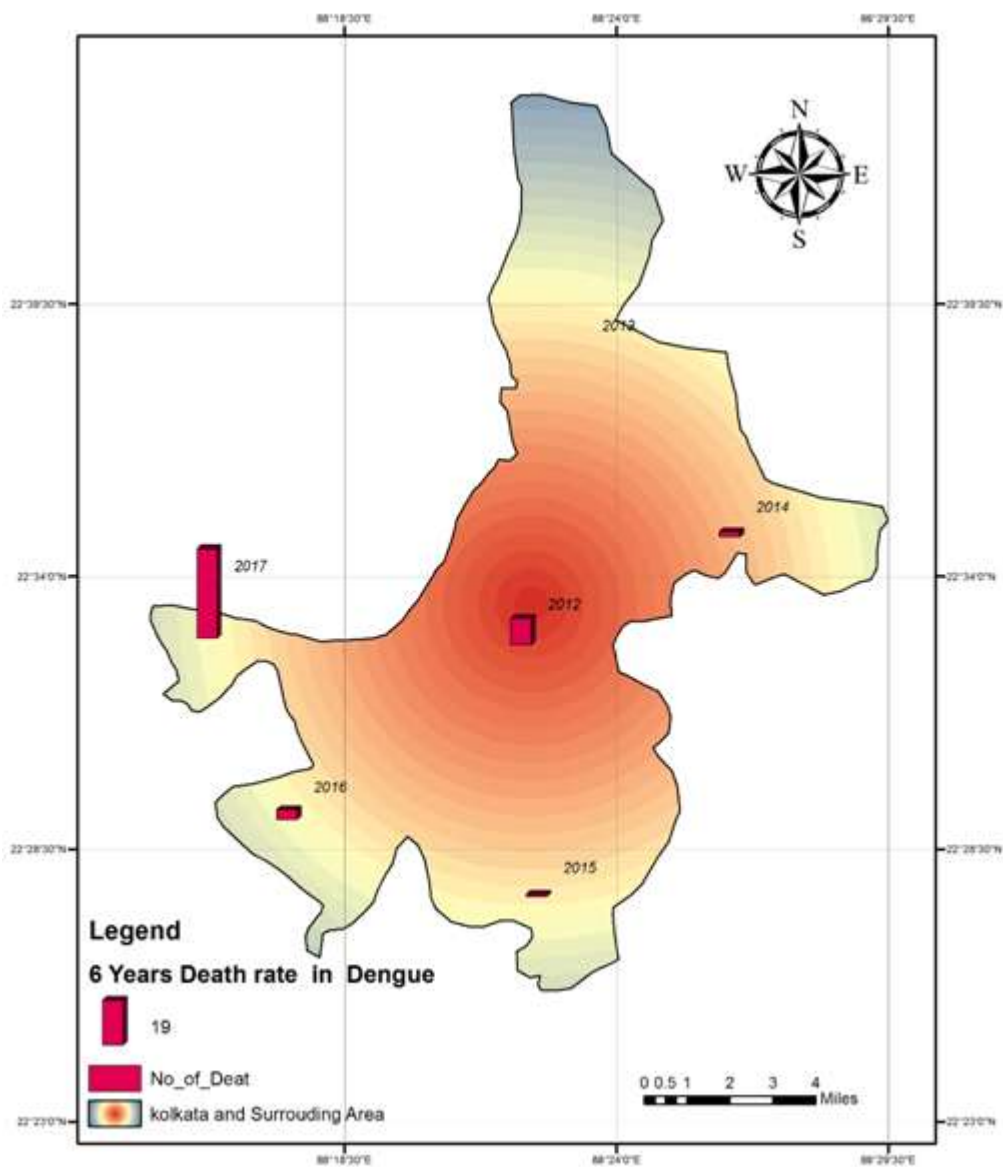 88°18'30"E 88°24'0"E 88°29'30"E
N
W E
S
22°39'30"N 22°39'30"N
2013
2014
2017
22°34'0"N 22°34'0"N
2012
2016
22°28'30"N 22°28'30"N
2015
Legend
6 Years Death rate in Dengue
19
No_of_Deat
kolkata and Surrouding Area
0 0.5 1 2 3 4
Miles
22°23'0"N 22°23'0"N
88°18'30"E 88°24'0"E 88°29'30"E